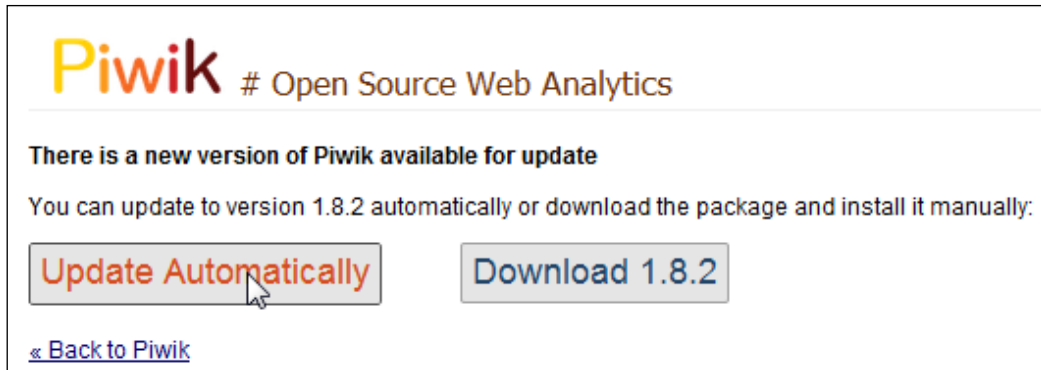 Piwik # Open Source Web Analytics
There is a new version of Piwik available for update
You can update to version 1.8.2 automatically or download the package and install it manually:
Update Automatically Download 1.8.2
« Back to Piwik